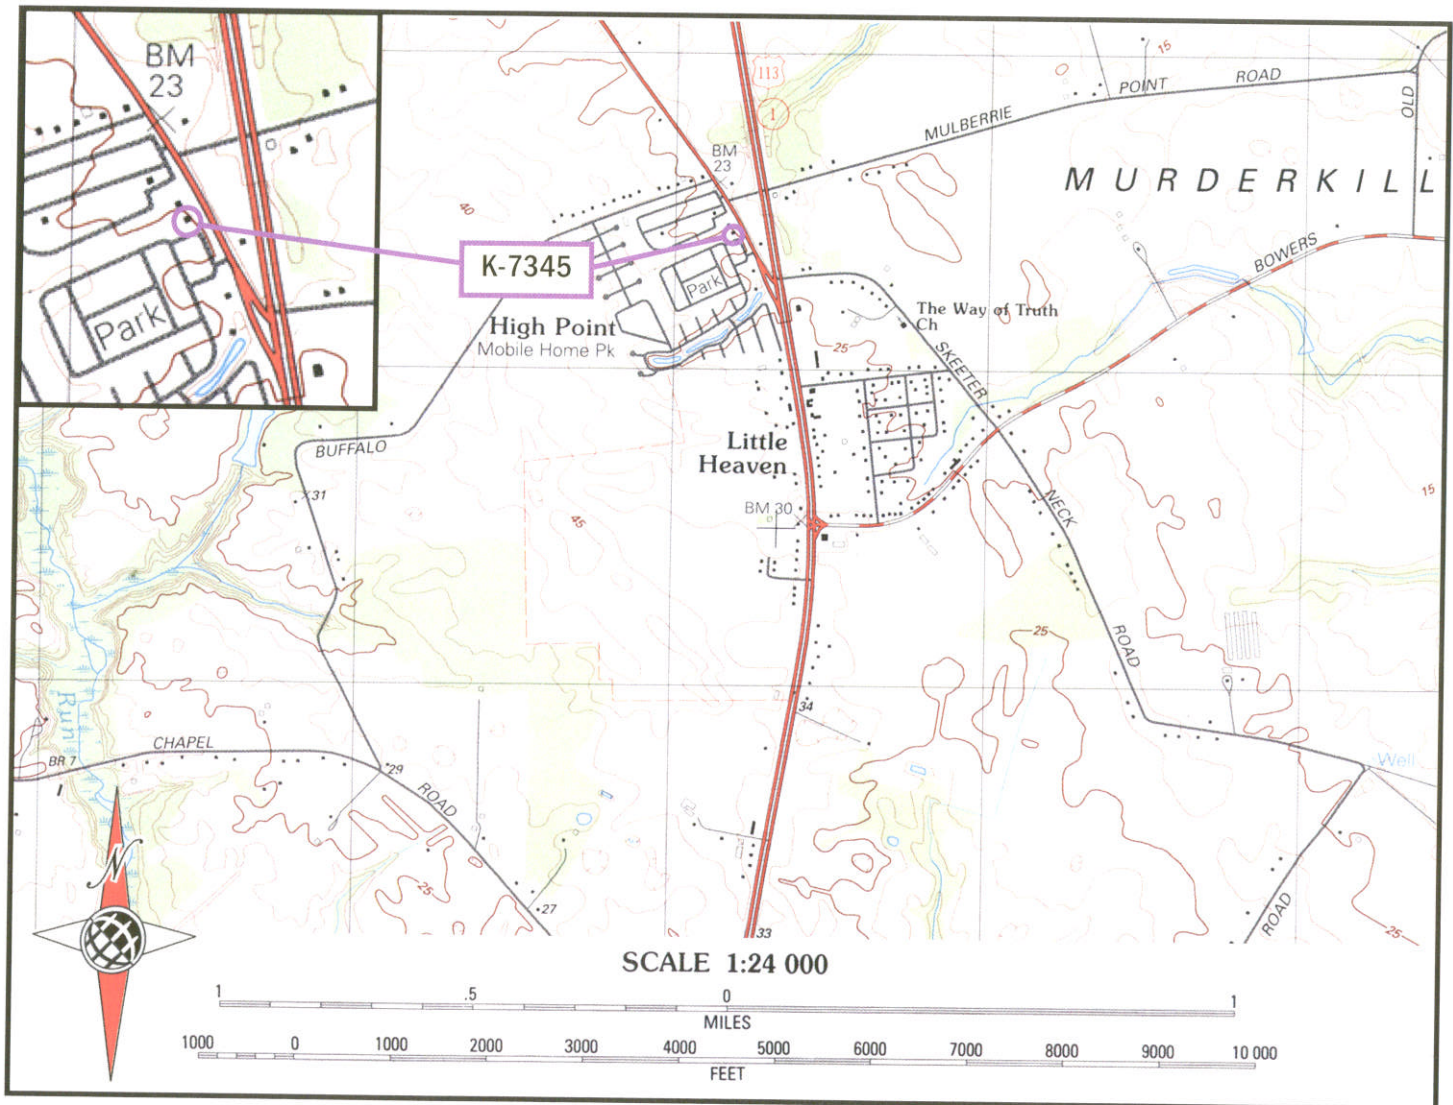 BM
23
Park
113
1
15
MULBERRIE
POINT
ROAD
OLD
BM
23
MURDERKILL
40
K-7345
BOWERS
Park
High Point
Mobile Home Pk
The Way of Truth
Ch
25
SKEETER
BUFFALO
Little
Heaven
31
45
BM 30
NECK
15
25
ROAD
Run
34
CHAPEL
BR 7
29
ROAD
Well
25
27
ROAD
25
33
N
SCALE 1:24 000
1 .5 0 1
MILES
1000 0 1000 2000 3000 4000 5000 6000 7000 8000 9000 10 000
FEET